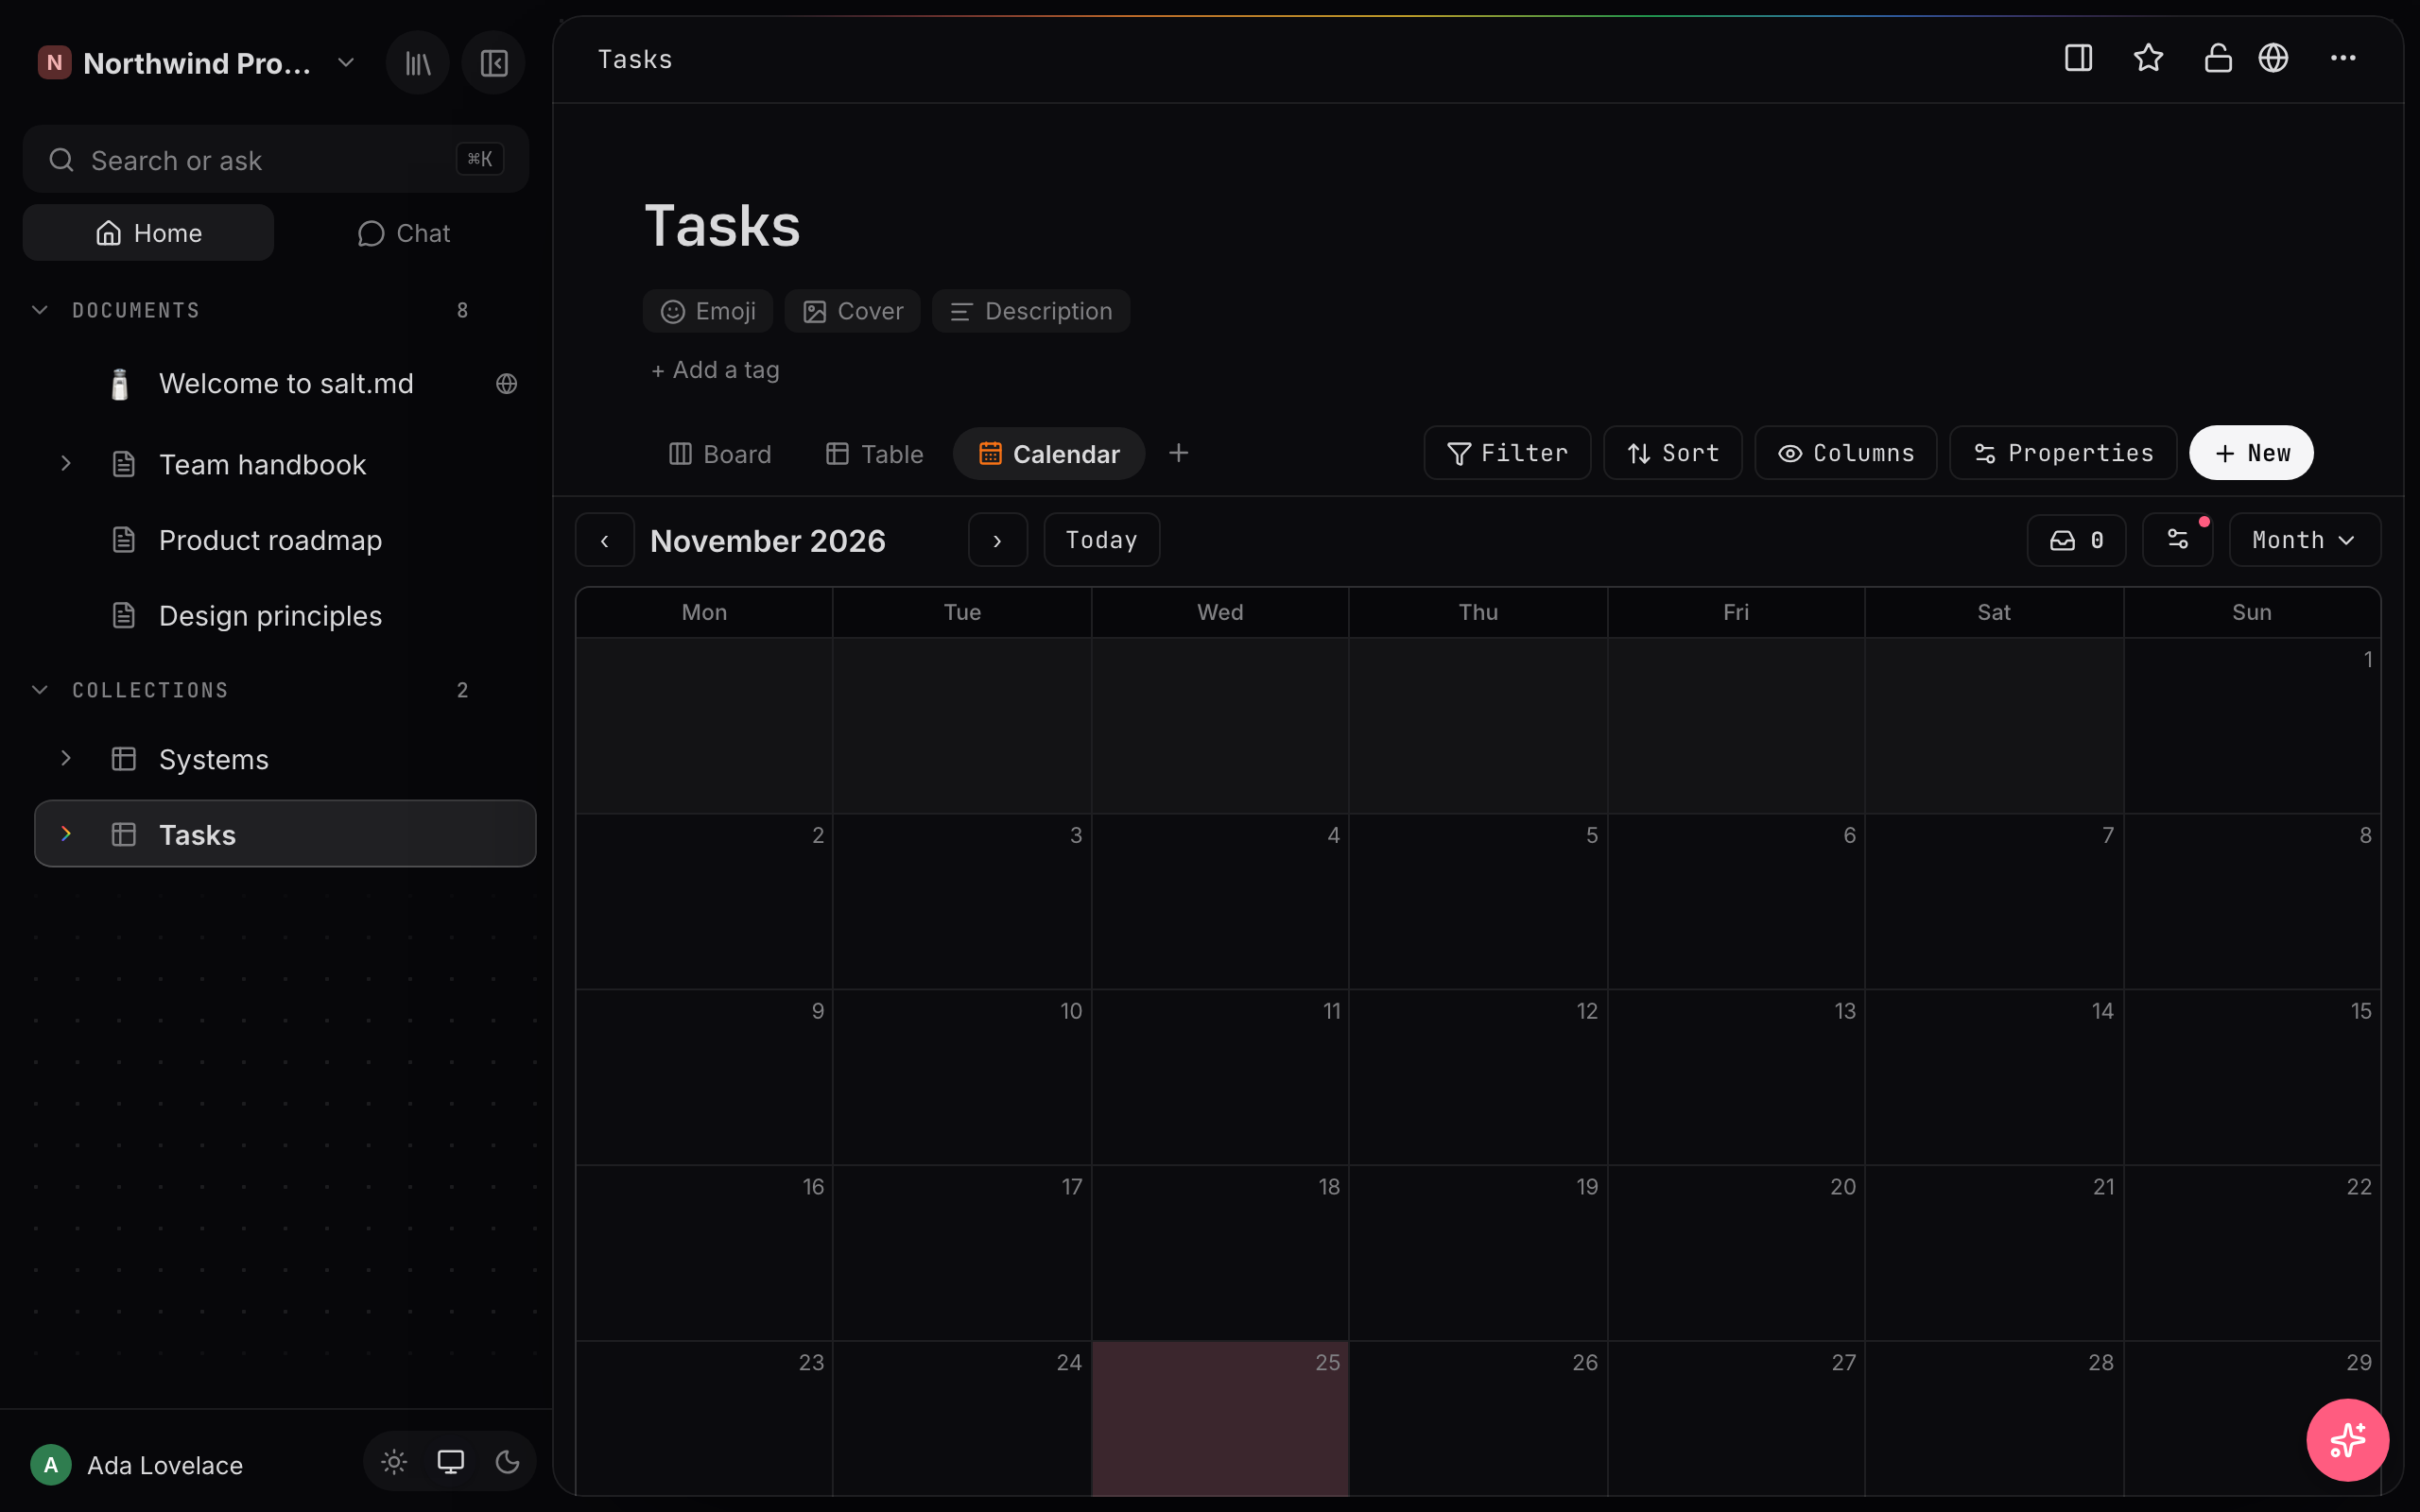 N Northwind Pro...
Search or ask ⌘K
Home Chat
DOCUMENTS 8
Welcome to salt.md
Team handbook
Product roadmap
Design principles
COLLECTIONS 2
Systems
Tasks
A Ada Lovelace
Tasks
Tasks
Emoji Cover Description
+ Add a tag
Board Table Calendar + Filter Sort Columns Properties + New
‹ November 2026 › Today 0 Month
Mon Tue Wed Thu Fri Sat Sun
1
2 3 4 5 6 7 8
9 10 11 12 13 14 15
16 17 18 19 20 21 22
23 24 25 26 27 28 29